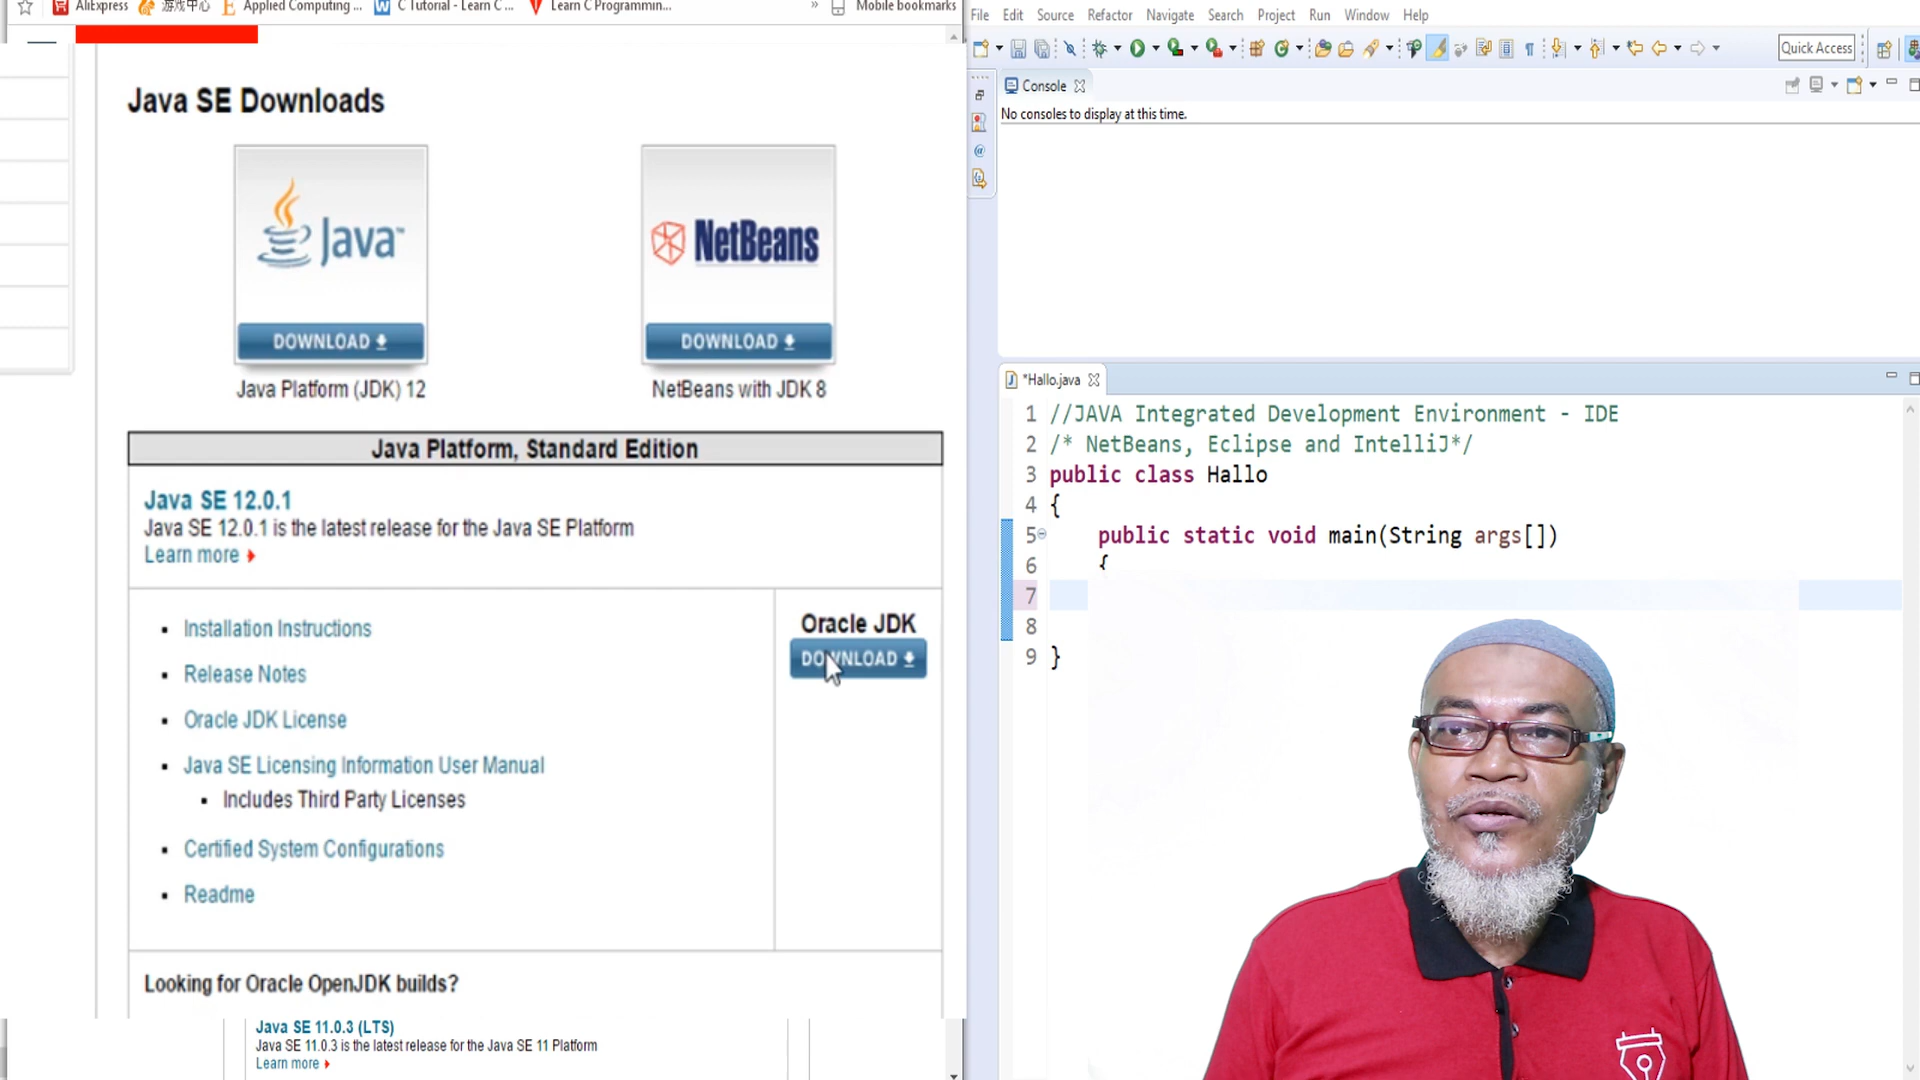 AliExpress
游戏中心
Applied Computing ...
C Tutorial - Learn C ...
Learn C Programmin...
»
Mobile bookmarks
Java SE Downloads
Java™
DOWNLOAD
Java Platform (JDK) 12
NetBeans
DOWNLOAD
NetBeans with JDK 8
Java Platform, Standard Edition
Java SE 12.0.1
Java SE 12.0.1 is the latest release for the Java SE Platform
Learn more
Installation Instructions
Release Notes
Oracle JDK License
Java SE Licensing Information User Manual
Includes Third Party Licenses
Certified System Configurations
Readme
Oracle JDK
DOWNLOAD
Looking for Oracle OpenJDK builds?
Java SE 11.0.3 (LTS)
Java SE 11.0.3 is the latest release for the Java SE 11 Platform
Learn more
File Edit Source Refactor Navigate Search Project Run Window Help
Quick Access
Console
No consoles to display at this time.
*Hallo.java
1 //JAVA Integrated Development Environment - IDE
2 /* NetBeans, Eclipse and IntelliJ*/
3 public class Hallo
4 {
5 public static void main(String args[])
6 {
7
8
9 }